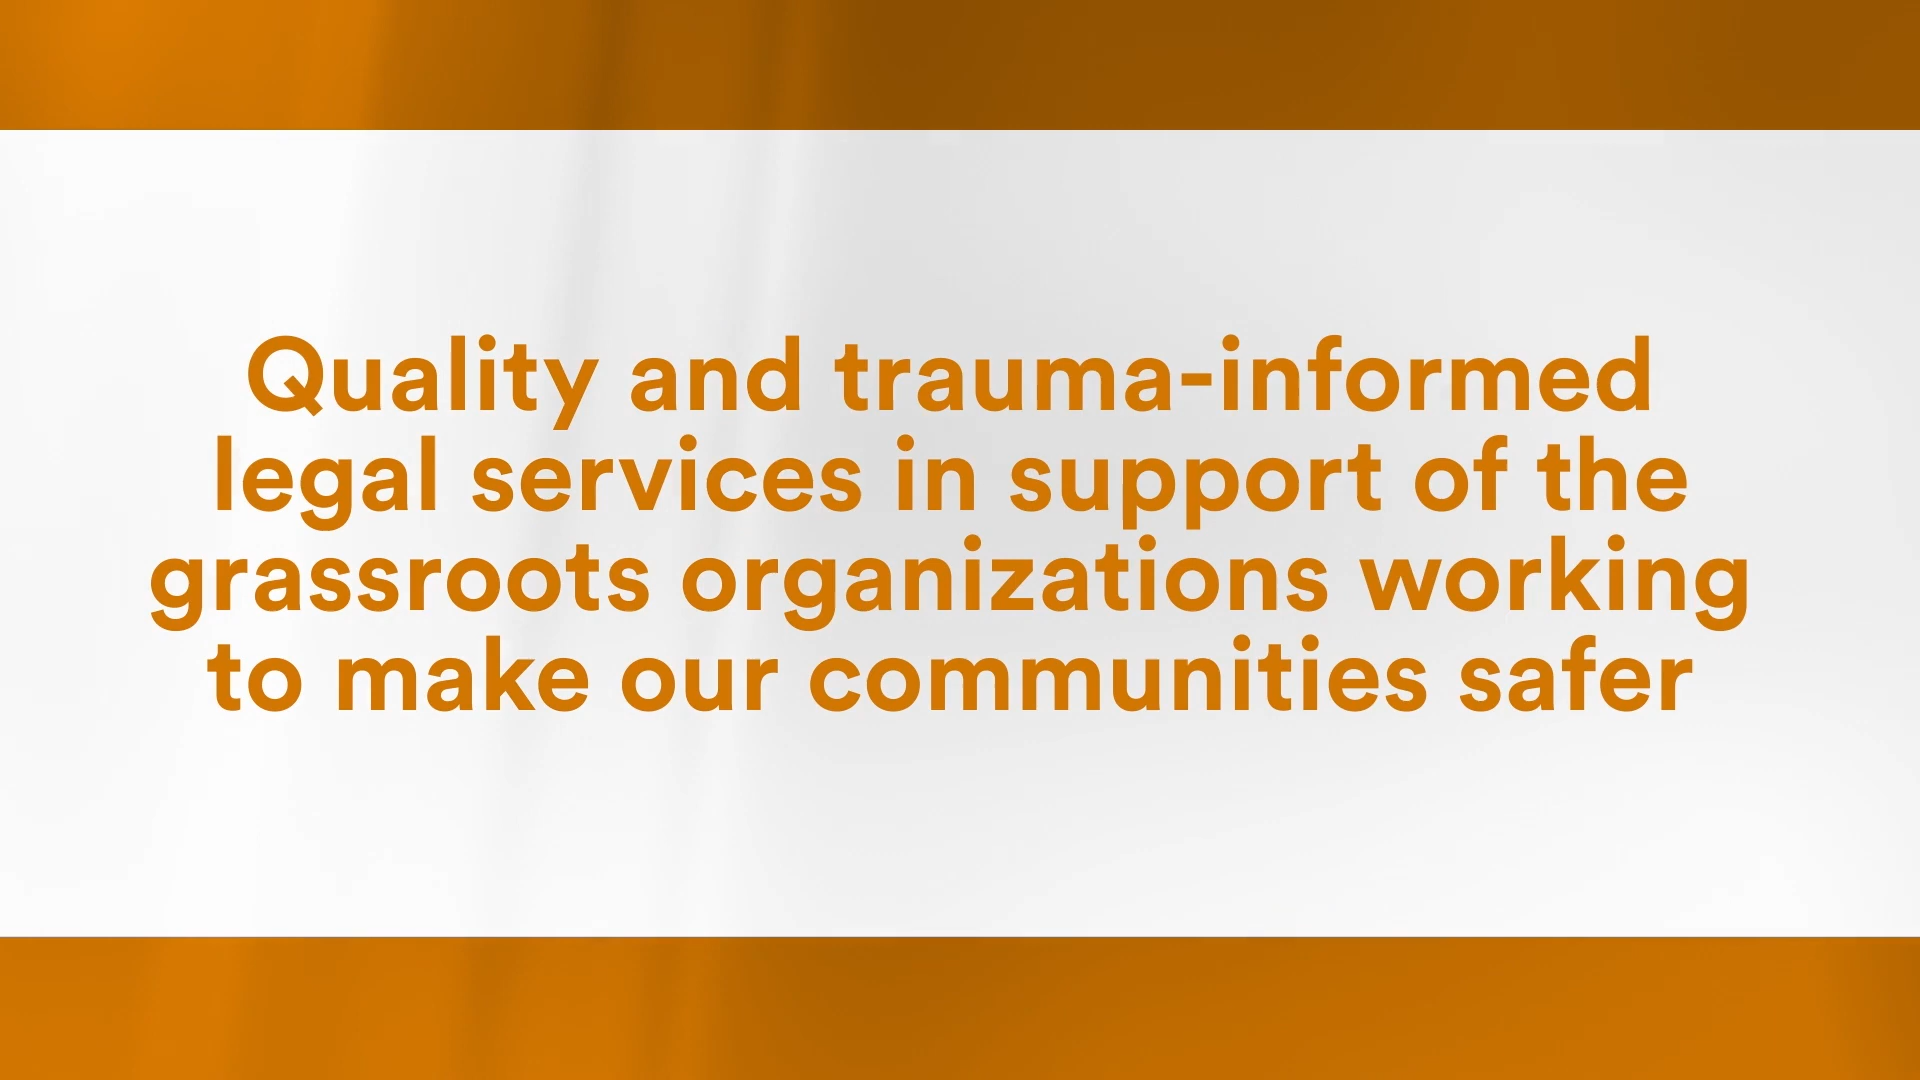 Quality and trauma-informed
legal services in support of the
grassroots organizations working
to make our communities safer